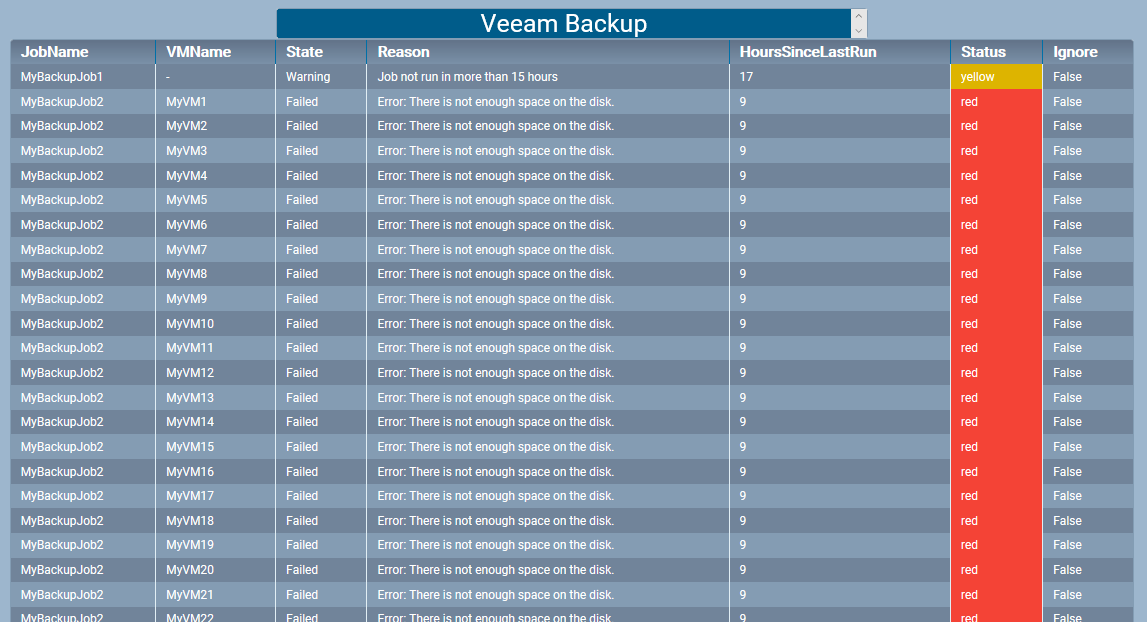 Veeam Backup
JobName VMName State Reason HoursSinceLastRun Status Ignore
MyBackupJob1 - Warning Job not run in more than 15 hours 17 yellow False
MyBackupJob2 MyVM1 Failed Error: There is not enough space on the disk. 9 red False
MyBackupJob2 MyVM2 Failed Error: There is not enough space on the disk. 9 red False
MyBackupJob2 MyVM3 Failed Error: There is not enough space on the disk. 9 red False
MyBackupJob2 MyVM4 Failed Error: There is not enough space on the disk. 9 red False
MyBackupJob2 MyVM5 Failed Error: There is not enough space on the disk. 9 red False
MyBackupJob2 MyVM6 Failed Error: There is not enough space on the disk. 9 red False
MyBackupJob2 MyVM7 Failed Error: There is not enough space on the disk. 9 red False
MyBackupJob2 MyVM8 Failed Error: There is not enough space on the disk. 9 red False
MyBackupJob2 MyVM9 Failed Error: There is not enough space on the disk. 9 red False
MyBackupJob2 MyVM10 Failed Error: There is not enough space on the disk. 9 red False
MyBackupJob2 MyVM11 Failed Error: There is not enough space on the disk. 9 red False
MyBackupJob2 MyVM12 Failed Error: There is not enough space on the disk. 9 red False
MyBackupJob2 MyVM13 Failed Error: There is not enough space on the disk. 9 red False
MyBackupJob2 MyVM14 Failed Error: There is not enough space on the disk. 9 red False
MyBackupJob2 MyVM15 Failed Error: There is not enough space on the disk. 9 red False
MyBackupJob2 MyVM16 Failed Error: There is not enough space on the disk. 9 red False
MyBackupJob2 MyVM17 Failed Error: There is not enough space on the disk. 9 red False
MyBackupJob2 MyVM18 Failed Error: There is not enough space on the disk. 9 red False
MyBackupJob2 MyVM19 Failed Error: There is not enough space on the disk. 9 red False
MyBackupJob2 MyVM20 Failed Error: There is not enough space on the disk. 9 red False
MyBackupJob2 MyVM21 Failed Error: There is not enough space on the disk. 9 red False
MyBackupJob2 MyVM22 Failed Error: There is not enough space on the disk. 9 red False